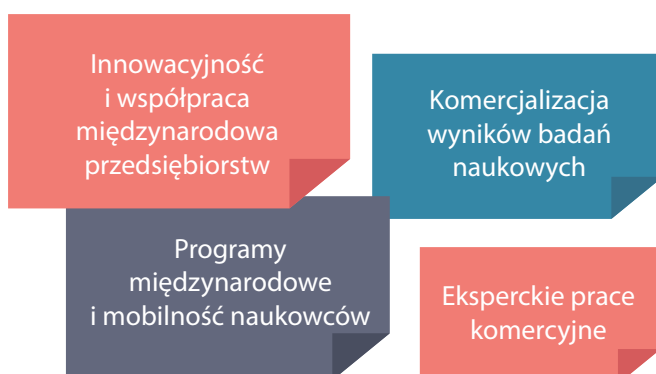 Innowacyjność
i współpraca
międzynarodowa
przedsiębiorstw
Komercjalizacja
wyników badań
naukowych
Programy
międzynarodowe
i mobilność naukowców
Eksperckie prace
komercyjne